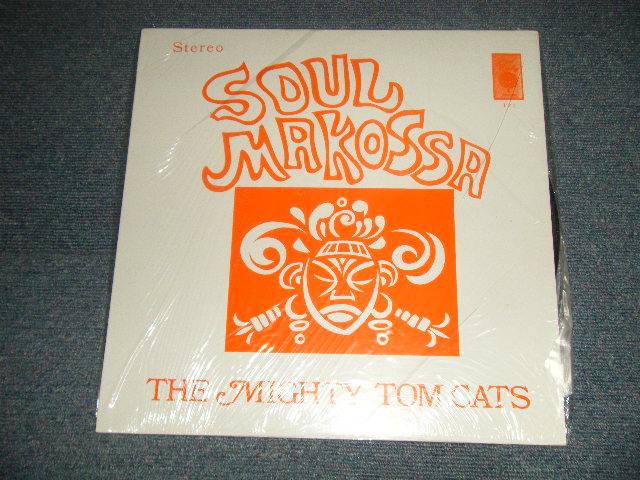 Stereo
SOUL
MAKOSSA
THE MIGHTY TOM CATS